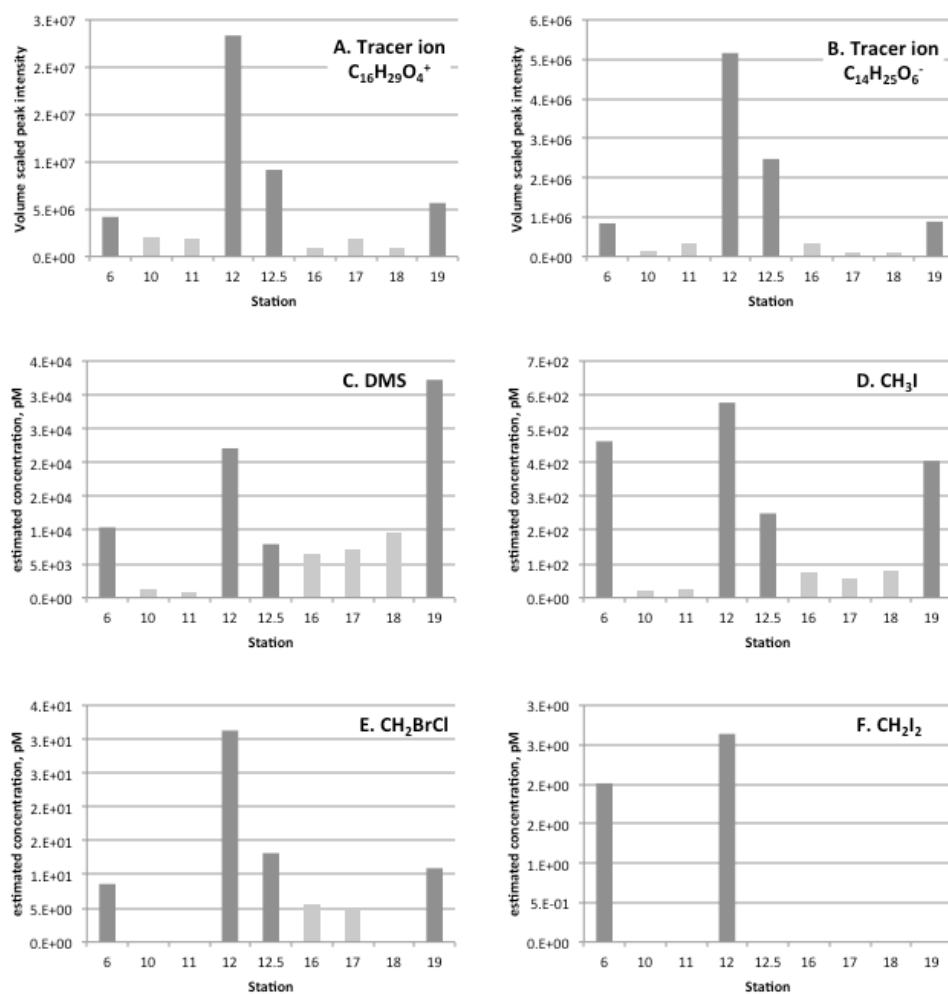 A. Tracer ion
C₁₆H₂₉O₄⁺
Volume scaled peak intensity
3.E+07
2.E+07
2.E+07
1.E+07
5.E+06
0.E+00
6 10 11 12 12.5 16 17 18 19
Station
B. Tracer ion
C₁₄H₂₅O₆⁻
Volume scaled peak intensity
6.E+06
5.E+06
4.E+06
3.E+06
2.E+06
1.E+06
0.E+00
6 10 11 12 12.5 16 17 18 19
Station
C. DMS
estimated concentration, pM
4.E+04
3.E+04
3.E+04
2.E+04
2.E+04
1.E+04
5.E+03
0.E+00
6 10 11 12 12.5 16 17 18 19
Station
D. CH₃I
estimated concentration, pM
7.E+02
6.E+02
5.E+02
4.E+02
3.E+02
2.E+02
1.E+02
0.E+00
6 10 11 12 12.5 16 17 18 19
Station
E. CH₂BrCl
estimated concentration, pM
4.E+01
3.E+01
3.E+01
2.E+01
2.E+01
1.E+01
5.E+00
0.E+00
6 10 11 12 12.5 16 17 18 19
Station
F. CH₂I₂
estimated concentration, pM
3.E+00
3.E+00
2.E+00
2.E+00
1.E+00
5.E-01
0.E+00
6 10 11 12 12.5 16 17 18 19
Station